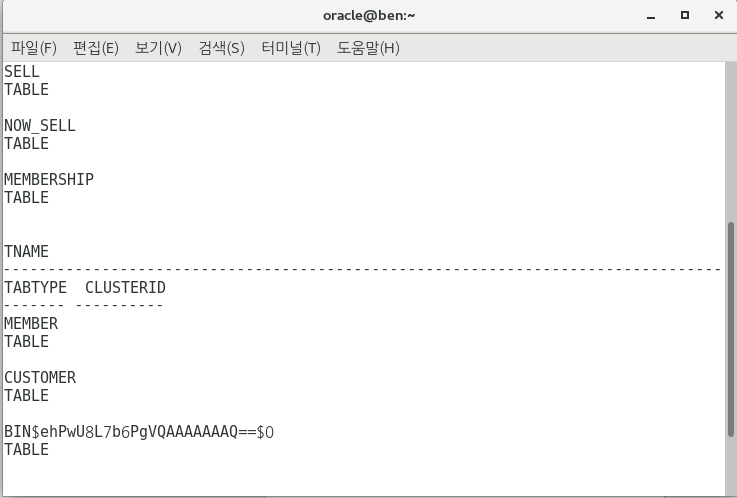 oracle@ben:~
파일(F) 편집(E) 보기(V) 검색(S) 터미널(T) 도움말(H)
SELL
TABLE
NOW_SELL
TABLE
MEMBERSHIP
TABLE
TNAME
--------------------------------------------------------------------------------
TABTYPE  CLUSTERID
------- ----------
MEMBER
TABLE
CUSTOMER
TABLE
BIN$ehPwU8L7b6PgVQAAAAAAAQ==$0
TABLE